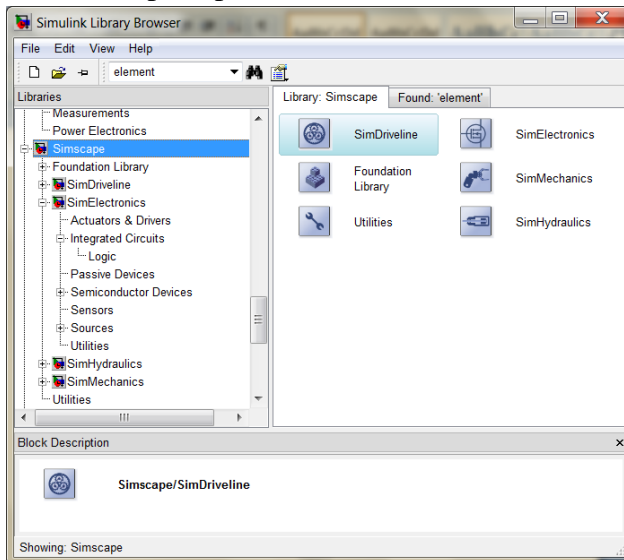 Simulink Library Browser
File Edit View Help
element
Libraries
Library: Simscape Found: 'element'
Measurements
Power Electronics
Simscape
Foundation Library
SimDriveline
SimElectronics
Actuators & Drivers
Integrated Circuits
Logic
Passive Devices
Semiconductor Devices
Sensors
Sources
Utilities
SimHydraulics
SimMechanics
Utilities
SimDriveline
SimElectronics
Foundation
Library
SimMechanics
Utilities
SimHydraulics
Block Description
Simscape/SimDriveline
Showing: Simscape